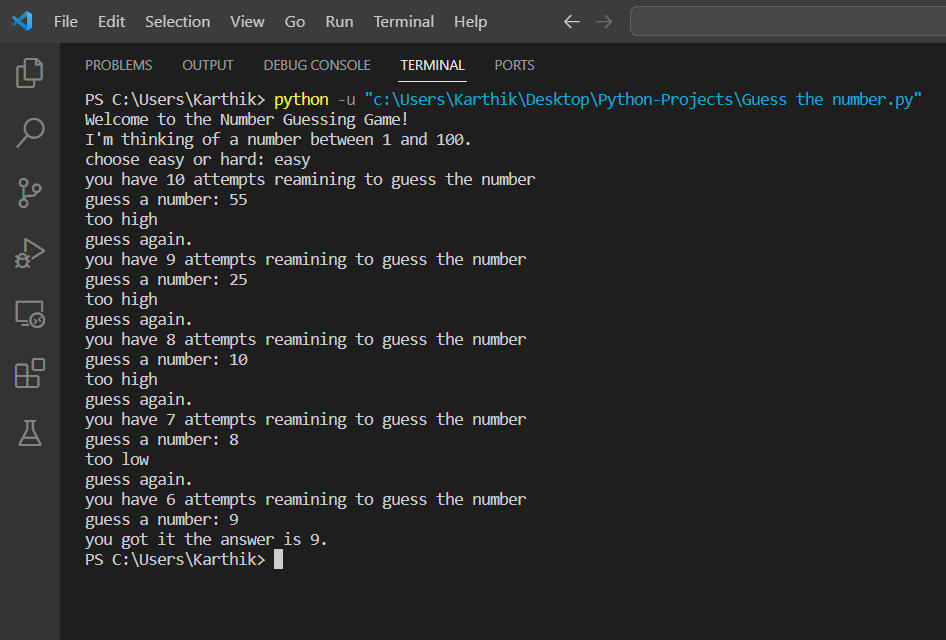 File Edit Selection View Go Run Terminal Help
PROBLEMS OUTPUT DEBUG CONSOLE TERMINAL PORTS
PS C:\Users\Karthik> python -u "c:\Users\Karthik\Desktop\Python-Projects\Guess the number.py"
Welcome to the Number Guessing Game!
I'm thinking of a number between 1 and 100.
choose easy or hard: easy
you have 10 attempts reamining to guess the number
guess a number: 55
too high
guess again.
you have 9 attempts reamining to guess the number
guess a number: 25
too high
guess again.
you have 8 attempts reamining to guess the number
guess a number: 10
too high
guess again.
you have 7 attempts reamining to guess the number
guess a number: 8
too low
guess again.
you have 6 attempts reamining to guess the number
guess a number: 9
you got it the answer is 9.
PS C:\Users\Karthik>